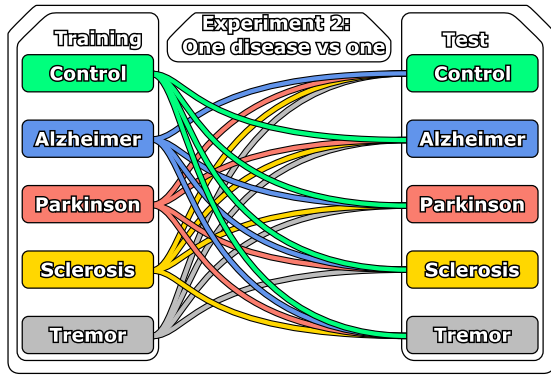 Experiment 2:
One disease vs one
Training
Control
Alzheimer
Parkinson
Sclerosis
Tremor
Test
Control
Alzheimer
Parkinson
Sclerosis
Tremor